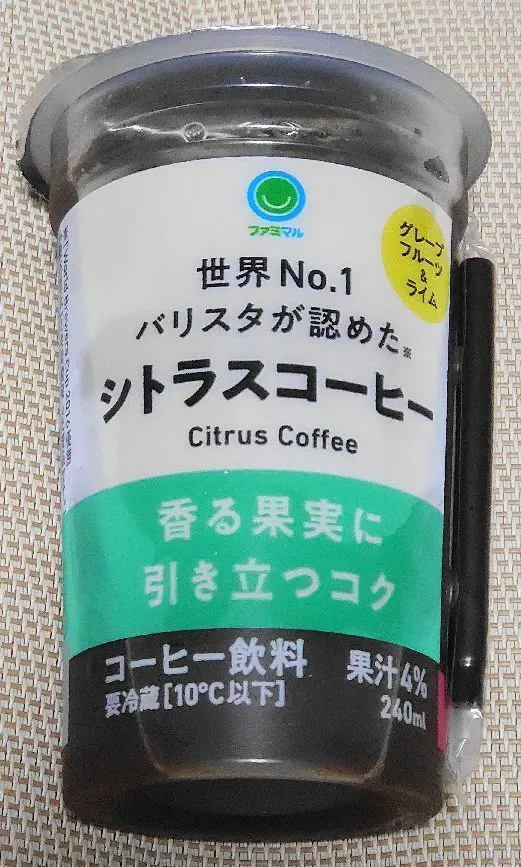 ファミマル
グレープ
フルーツ
&
ライム
世界No.1
バリスタが認めた※
シトラスコーヒー
Citrus Coffee
香る果実に
引き立つコク
コーヒー飲料 果汁4%
要冷蔵[10℃以下] 240ml